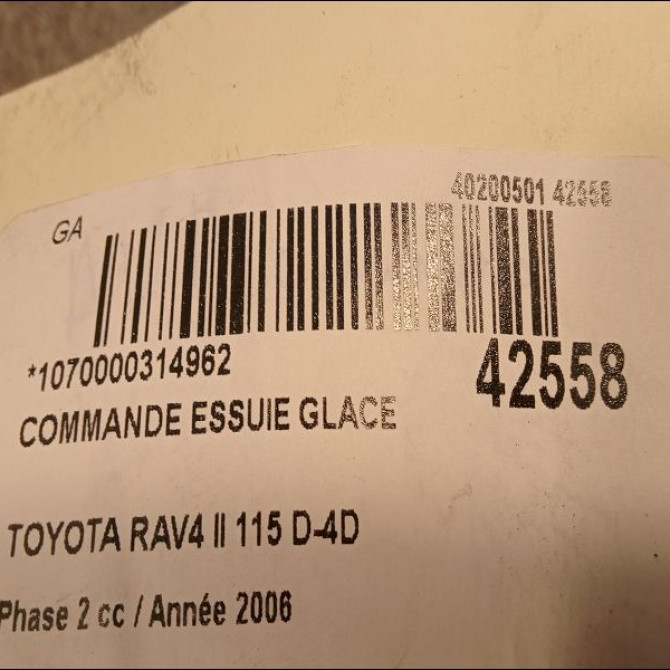 40200501 42558
GA
*1070000314962
42558
COMMANDE ESSUIE GLACE
TOYOTA RAV4 II 115 D-4D
Phase 2 cc / Année 2006